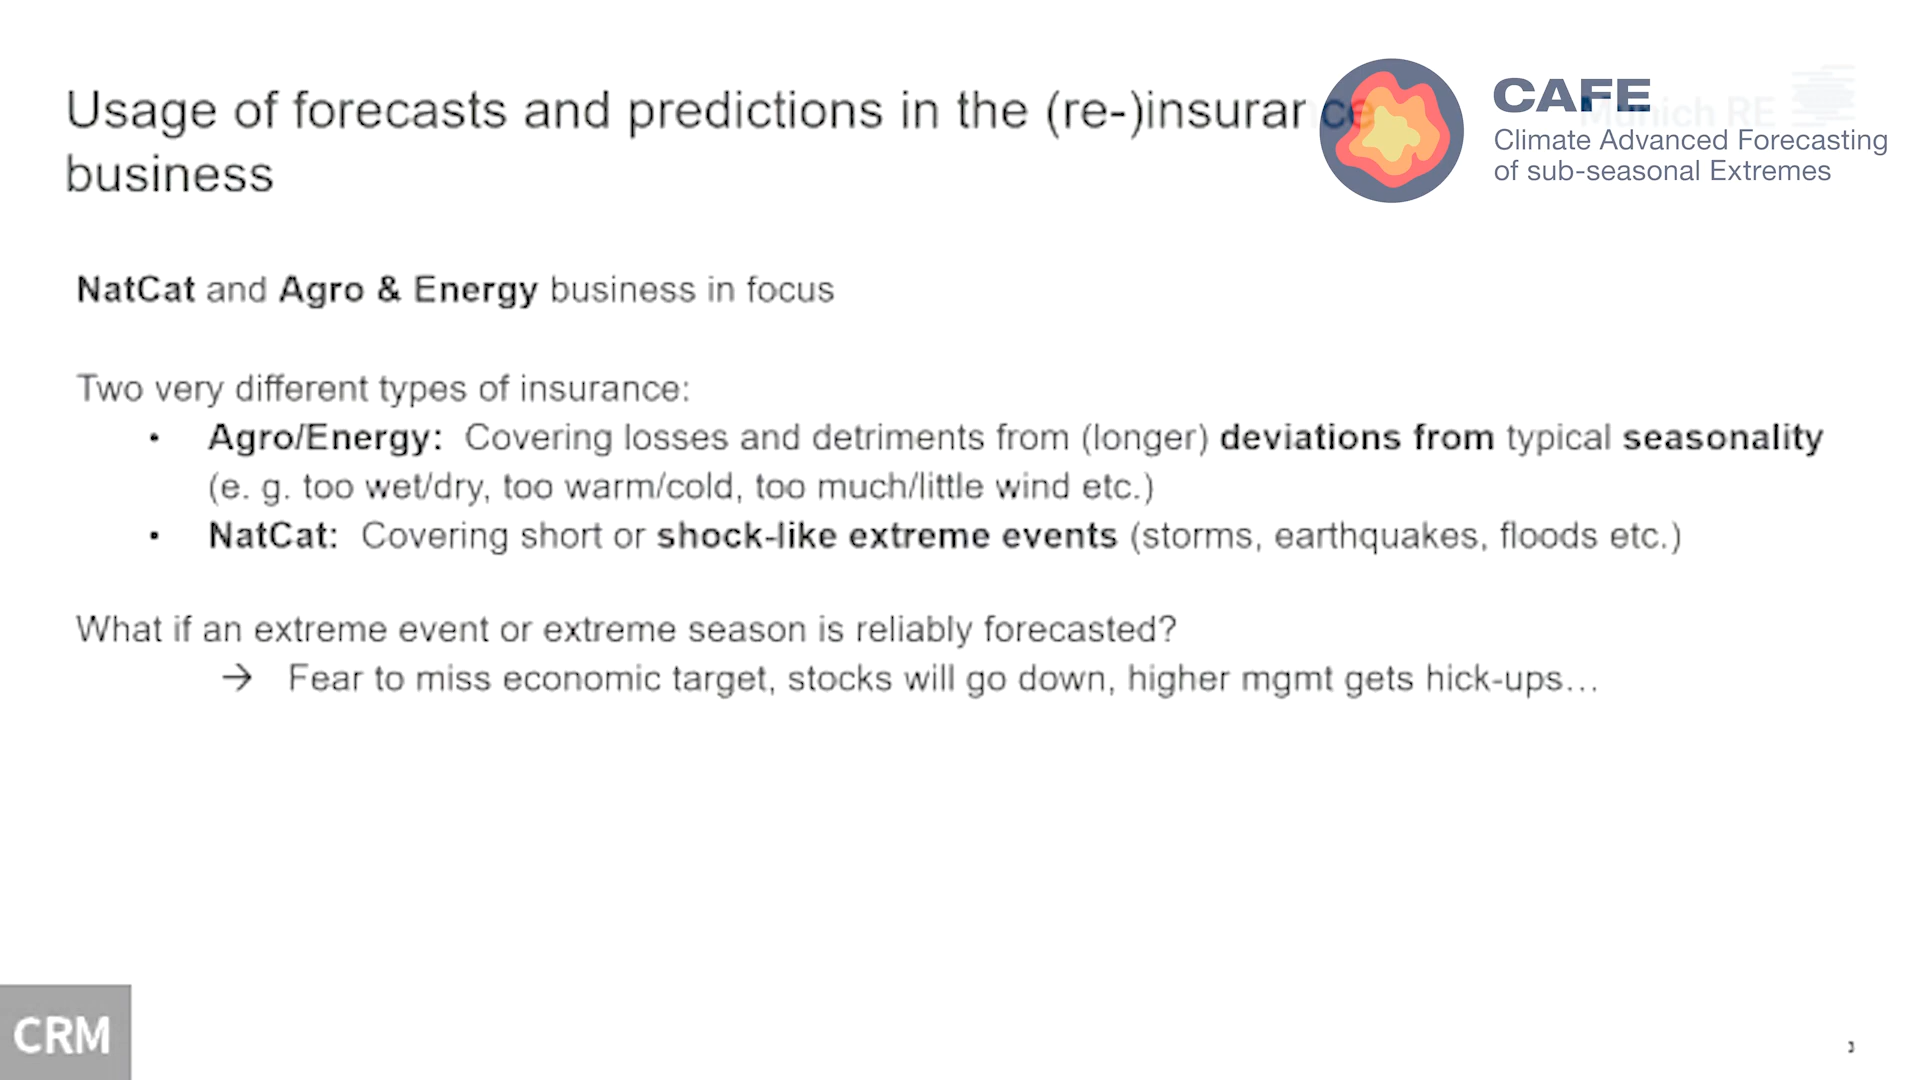 Usage of forecasts and predictions in the (re-)insurance
business
CAFE
Munich RE
Climate Advanced Forecasting
of sub-seasonal Extremes
NatCat and Agro & Energy business in focus
Two very different types of insurance:
• Agro/Energy: Covering losses and detriments from (longer) deviations from typical seasonality
(e. g. too wet/dry, too warm/cold, too much/little wind etc.)
• NatCat: Covering short or shock-like extreme events (storms, earthquakes, floods etc.)
What if an extreme event or extreme season is reliably forecasted?
→ Fear to miss economic target, stocks will go down, higher mgmt gets hick-ups…
CRM
3